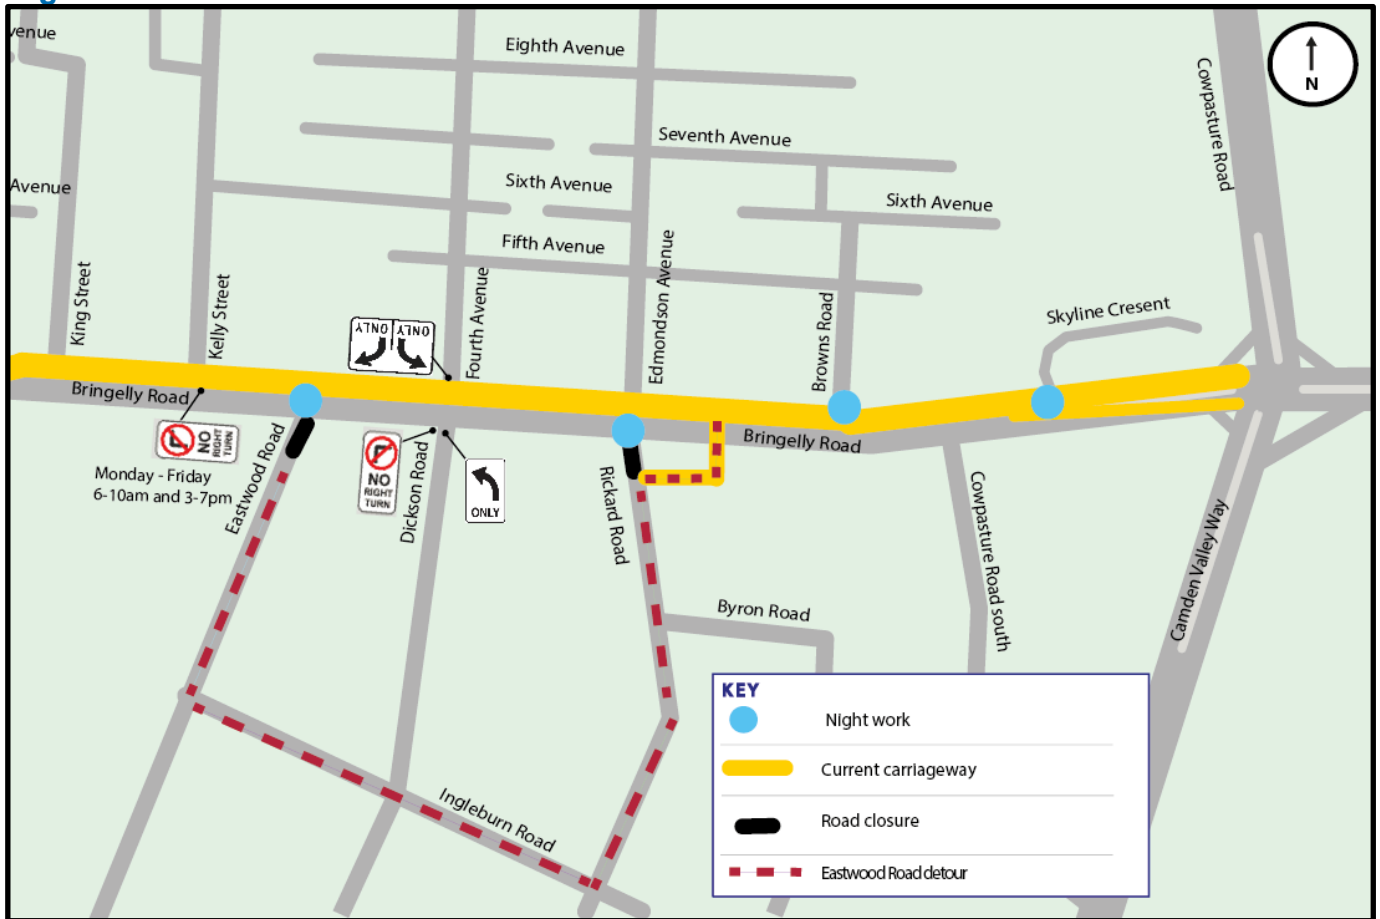 venue
Eighth Avenue
N
Cowpasture Road
Seventh Avenue
Avenue
Sixth Avenue
Sixth Avenue
Fifth Avenue
King Street
Kelly Street
Fourth Avenue
Edmondson Avenue
Browns Road
Skyline Cresent
ONLY
ONLY
Bringelly Road
Bringelly Road
NO
RIGHT
TURN
Monday - Friday
6-10am and 3-7pm
Eastwood Road
NO
RIGHT
TURN
Dickson Road
ONLY
Rickard Road
Cowpasture Road south
Camden Valley Way
Byron Road
Ingleburn Road
KEY
Night work
Current carriageway
Road closure
Eastwood Road detour